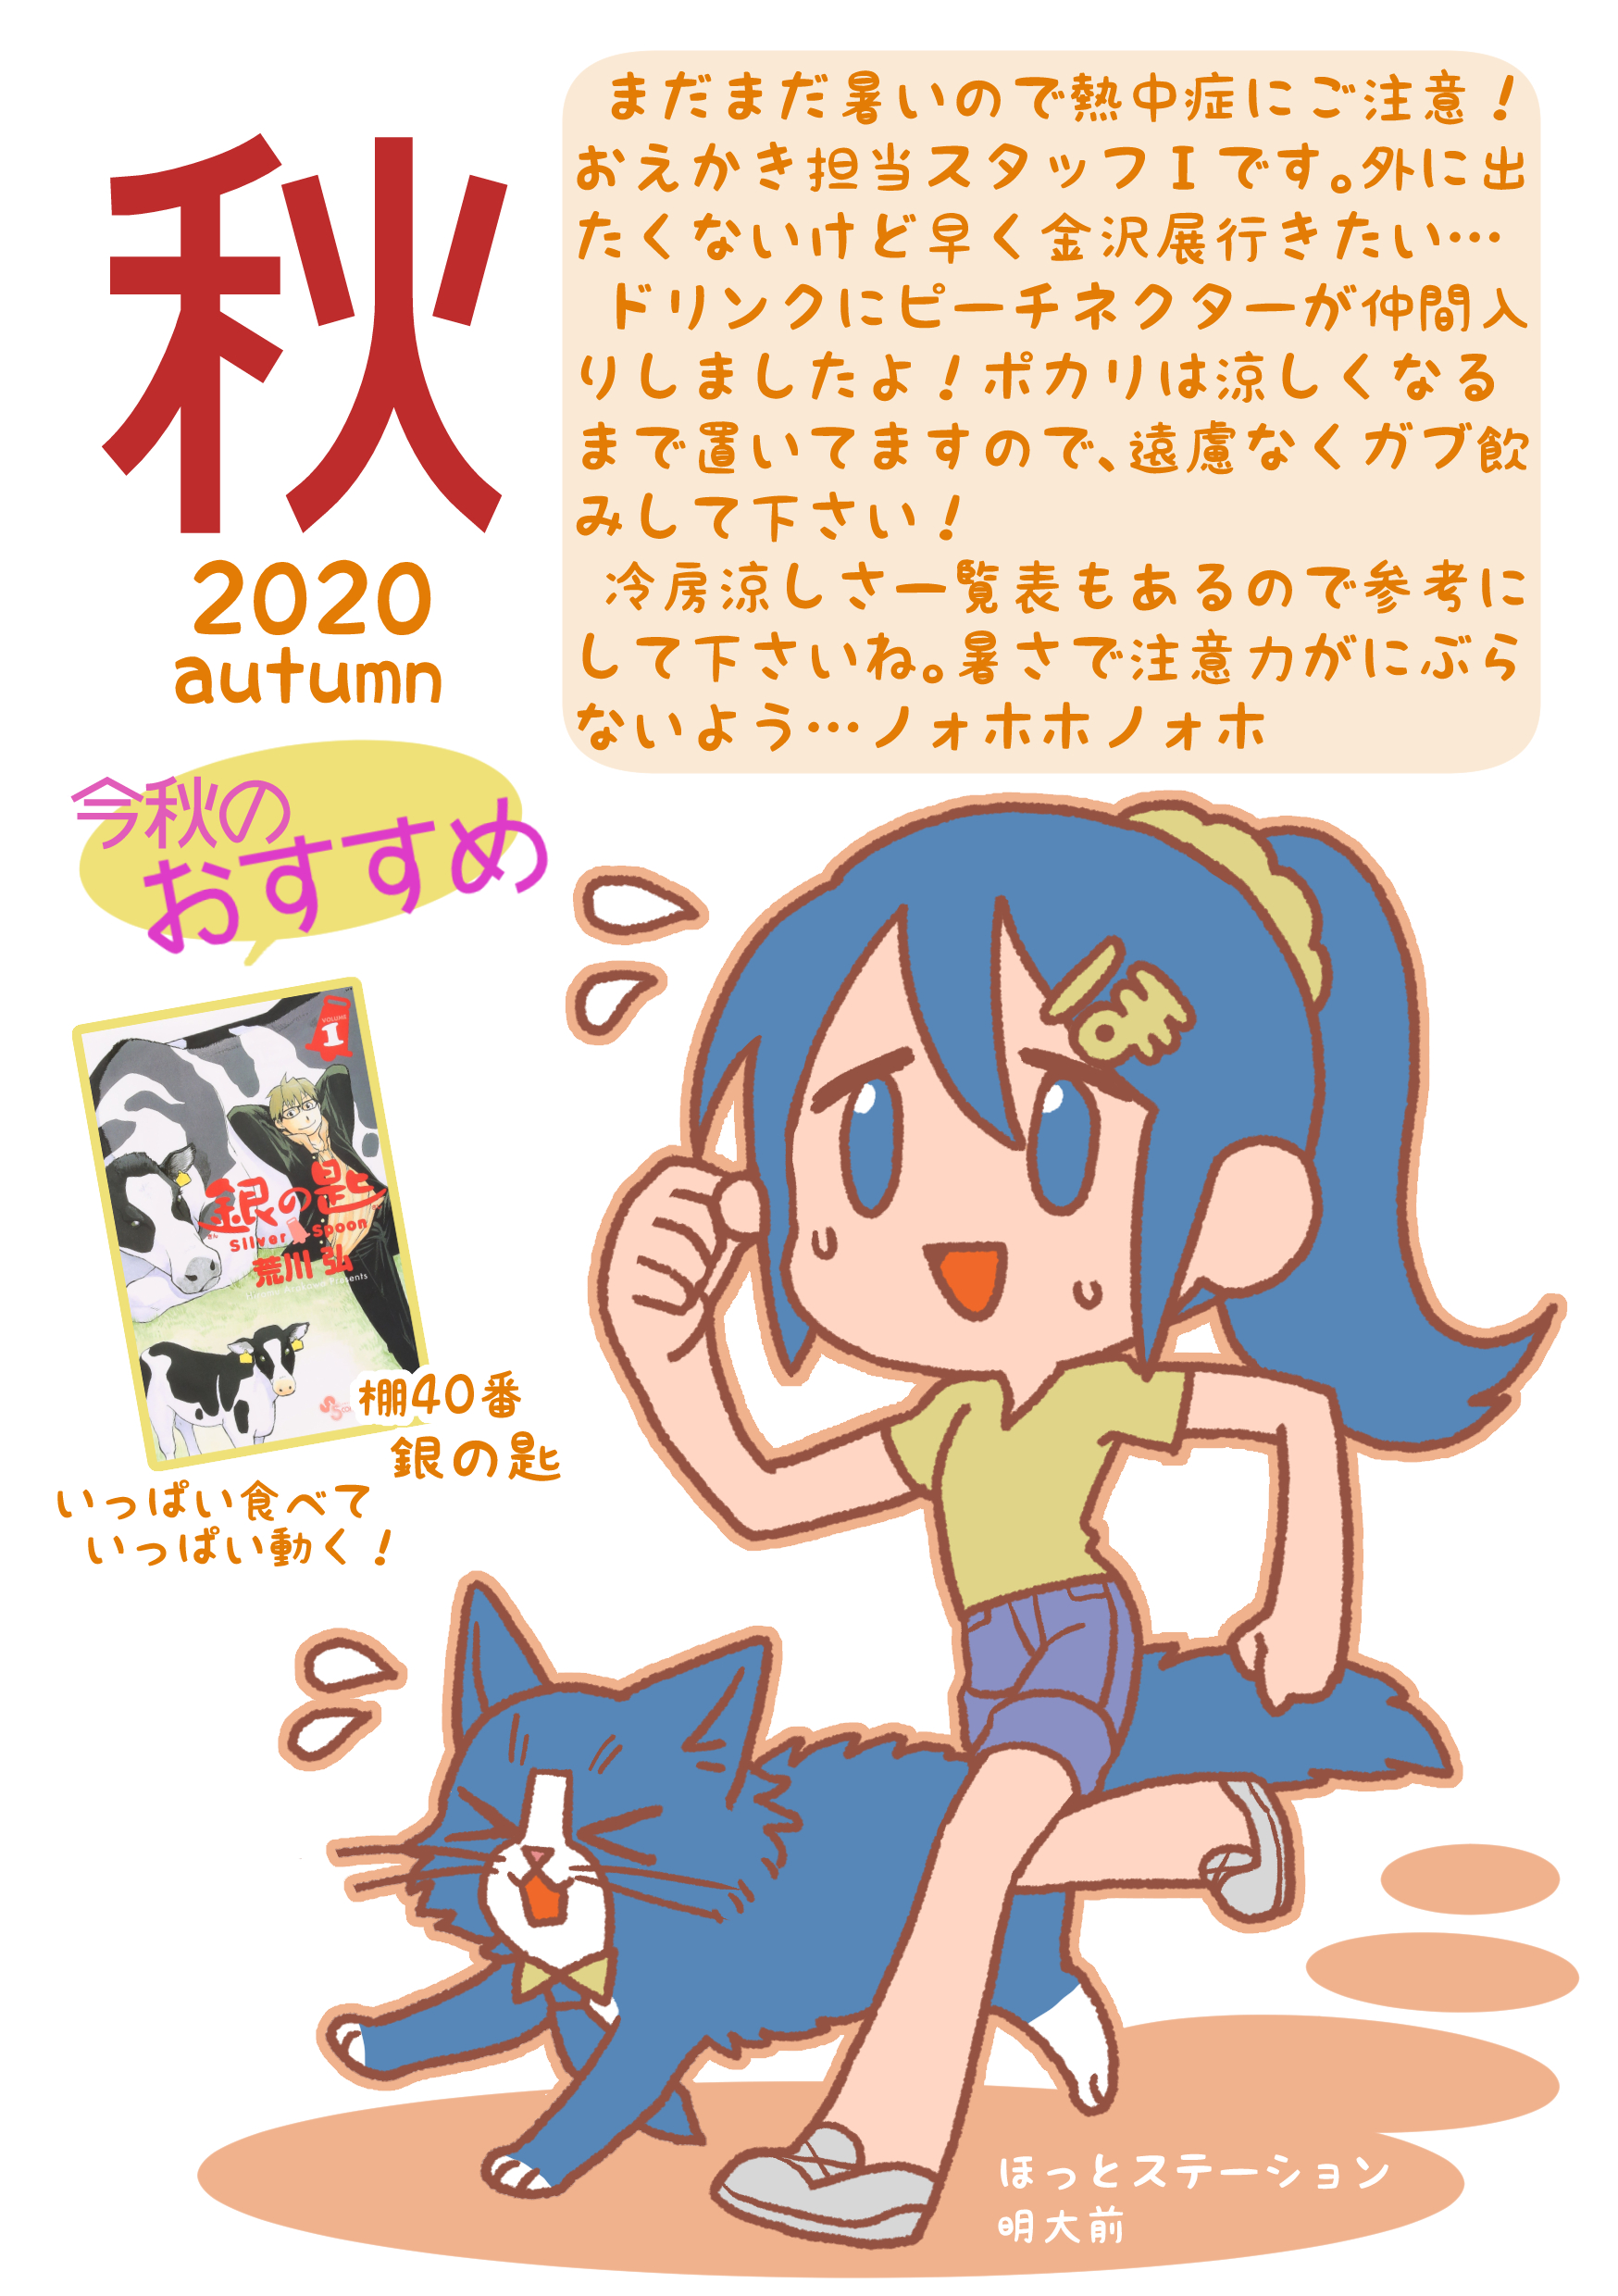 秋
2020
autumn
まだまだ暑いので熱中症にご注意！
おえかき担当スタッフＩです。外に出
たくないけど早く金沢展行きたい…
ドリンクにピーチネクターが仲間入
りしましたよ！ポカリは涼しくなる
まで置いてますので、遠慮なくガブ飲
みして下さい！
冷房涼しさ一覧表もあるので参考に
して下さいね。暑さで注意力がにぶら
ないよう…ノォホホノォホ
今秋の
おすすめ
VOLUME
1
銀の匙
ぎん
Silver Spoon
荒川 弘
棚40番
銀の匙
いっぱい食べて
いっぱい動く！
ほ
ほっとステーション
明大前